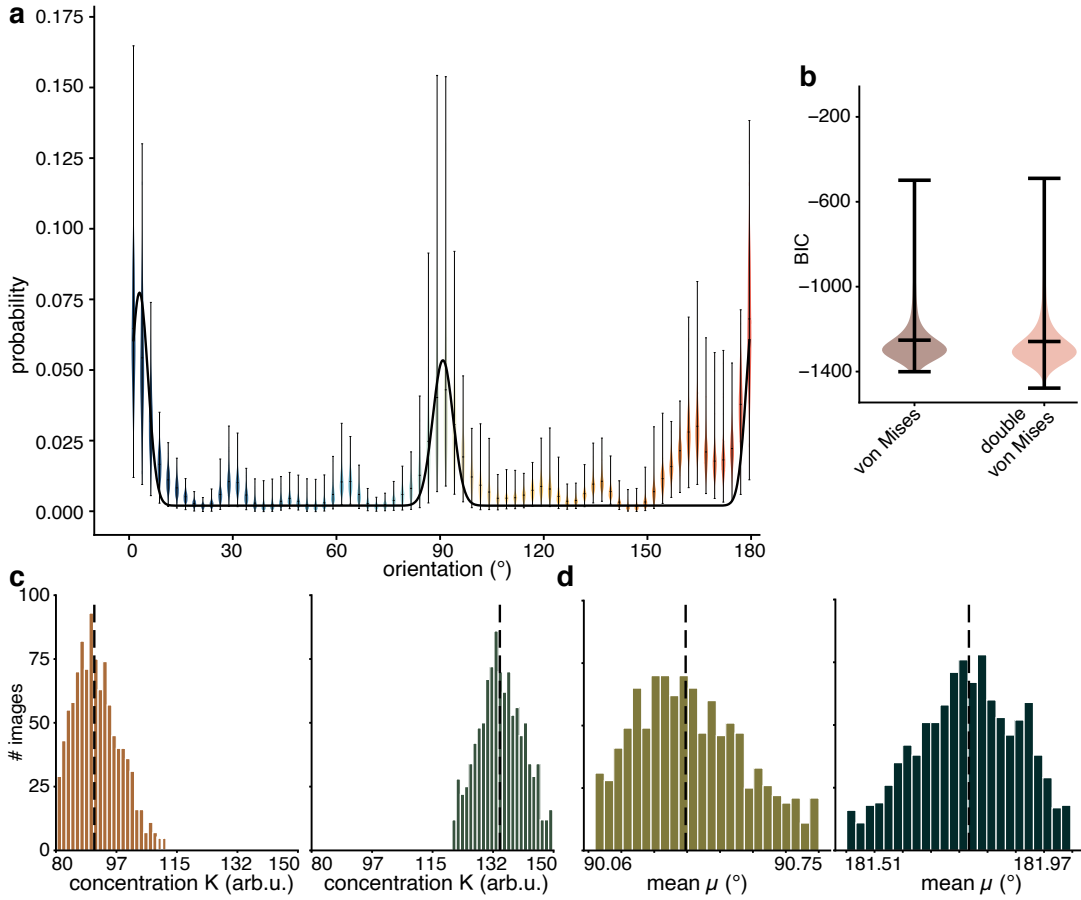 a
0.175
0.150
0.125
0.100
0.075
0.050
0.025
0.000
probability
0 30 60 90 120 150 180
orientation (°)
b
−200
−600
−1000
−1400
BIC
von Mises
double
von Mises
c
100
75
50
25
0
# images
80 97 115 132 150
concentration K (arb.u.)
80 97 115 132 150
concentration K (arb.u.)
d
90.06 90.75
mean µ (°)
181.51 181.97
mean µ (°)